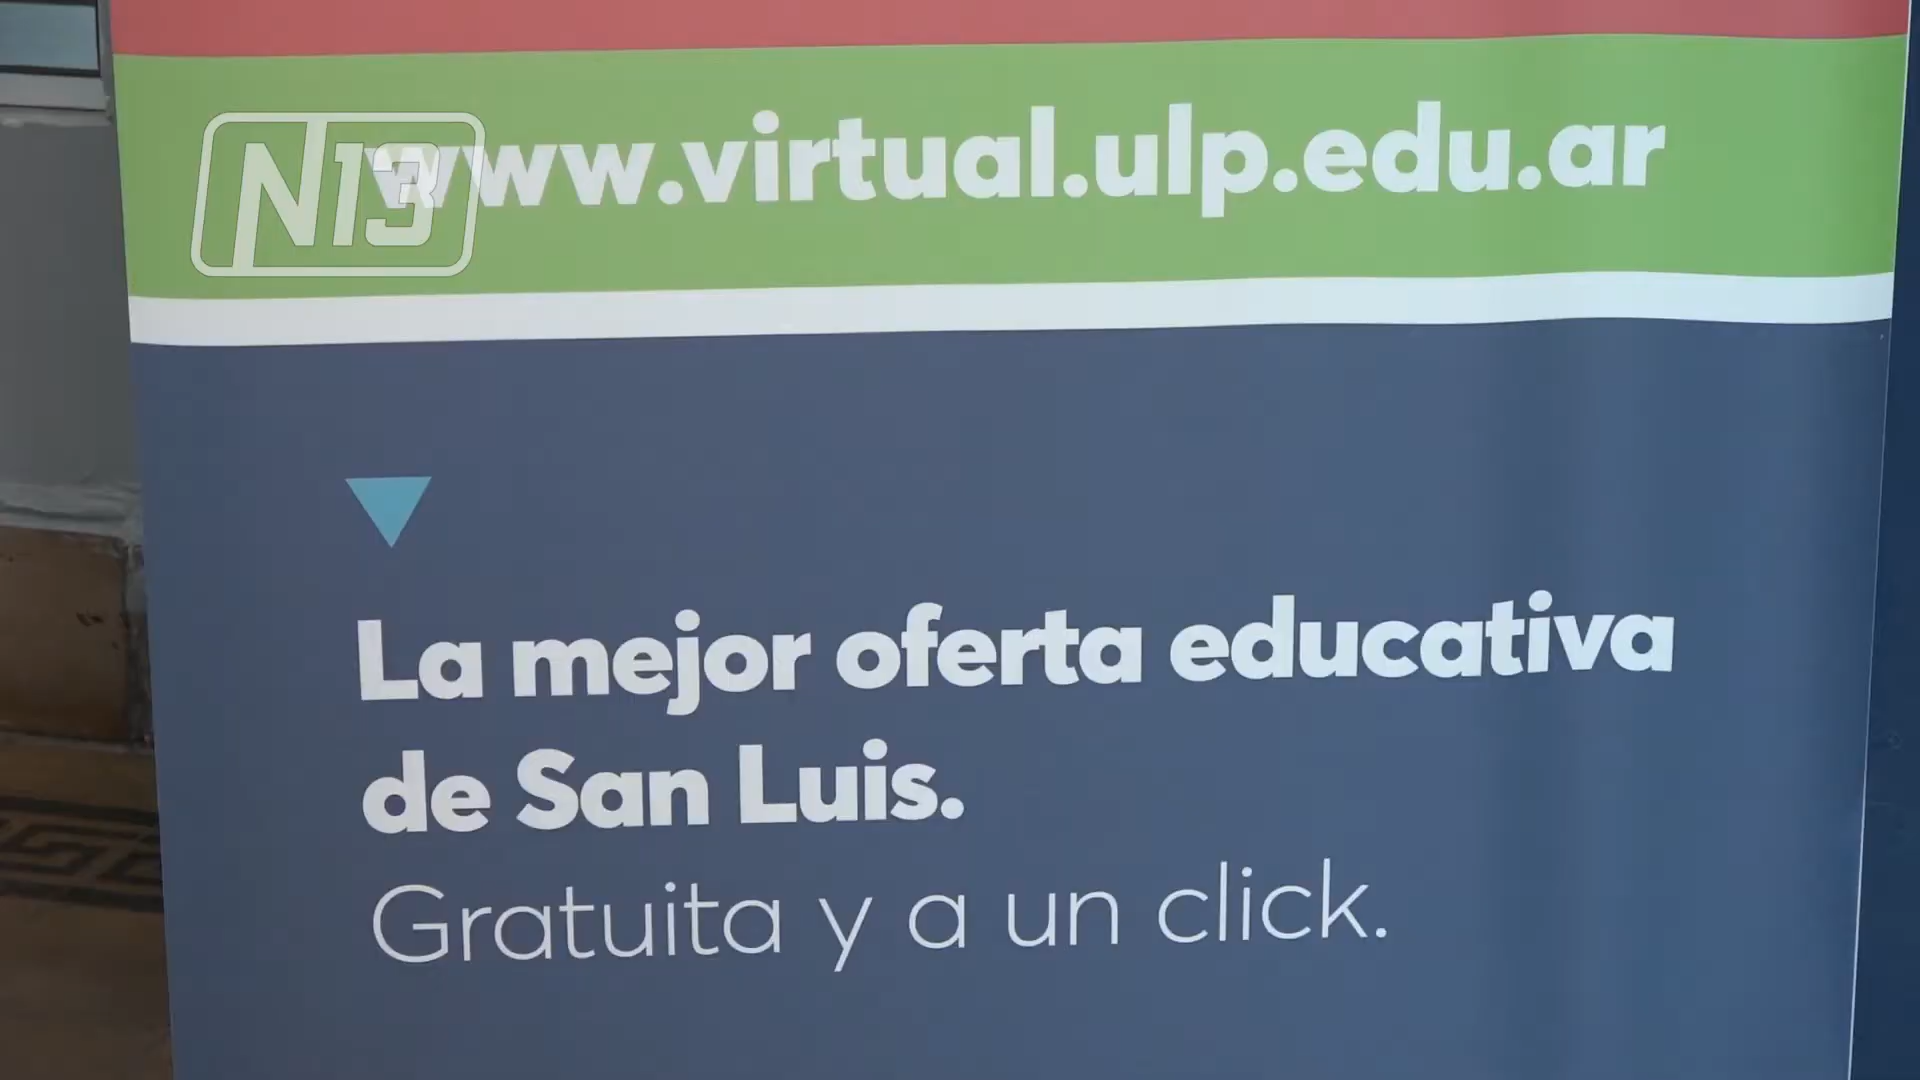 www.virtual.ulp.edu.ar
N13
La mejor oferta educativa
de San Luis.
Gratuita y a un click.